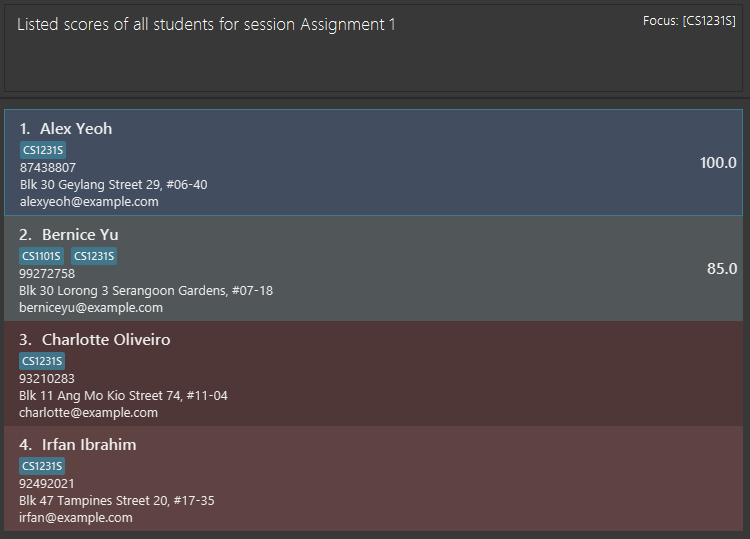 Listed scores of all students for session Assignment 1
Focus: [CS1231S]
1. Alex Yeoh
CS1231S
87438807
100.0
Blk 30 Geylang Street 29, #06-40
alexyeoh@example.com
2. Bernice Yu
CS1101S CS1231S
99272758
85.0
Blk 30 Lorong 3 Serangoon Gardens, #07-18
berniceyu@example.com
3. Charlotte Oliveiro
CS1231S
93210283
Blk 11 Ang Mo Kio Street 74, #11-04
charlotte@example.com
4. Irfan Ibrahim
CS1231S
92492021
Blk 47 Tampines Street 20, #17-35
irfan@example.com